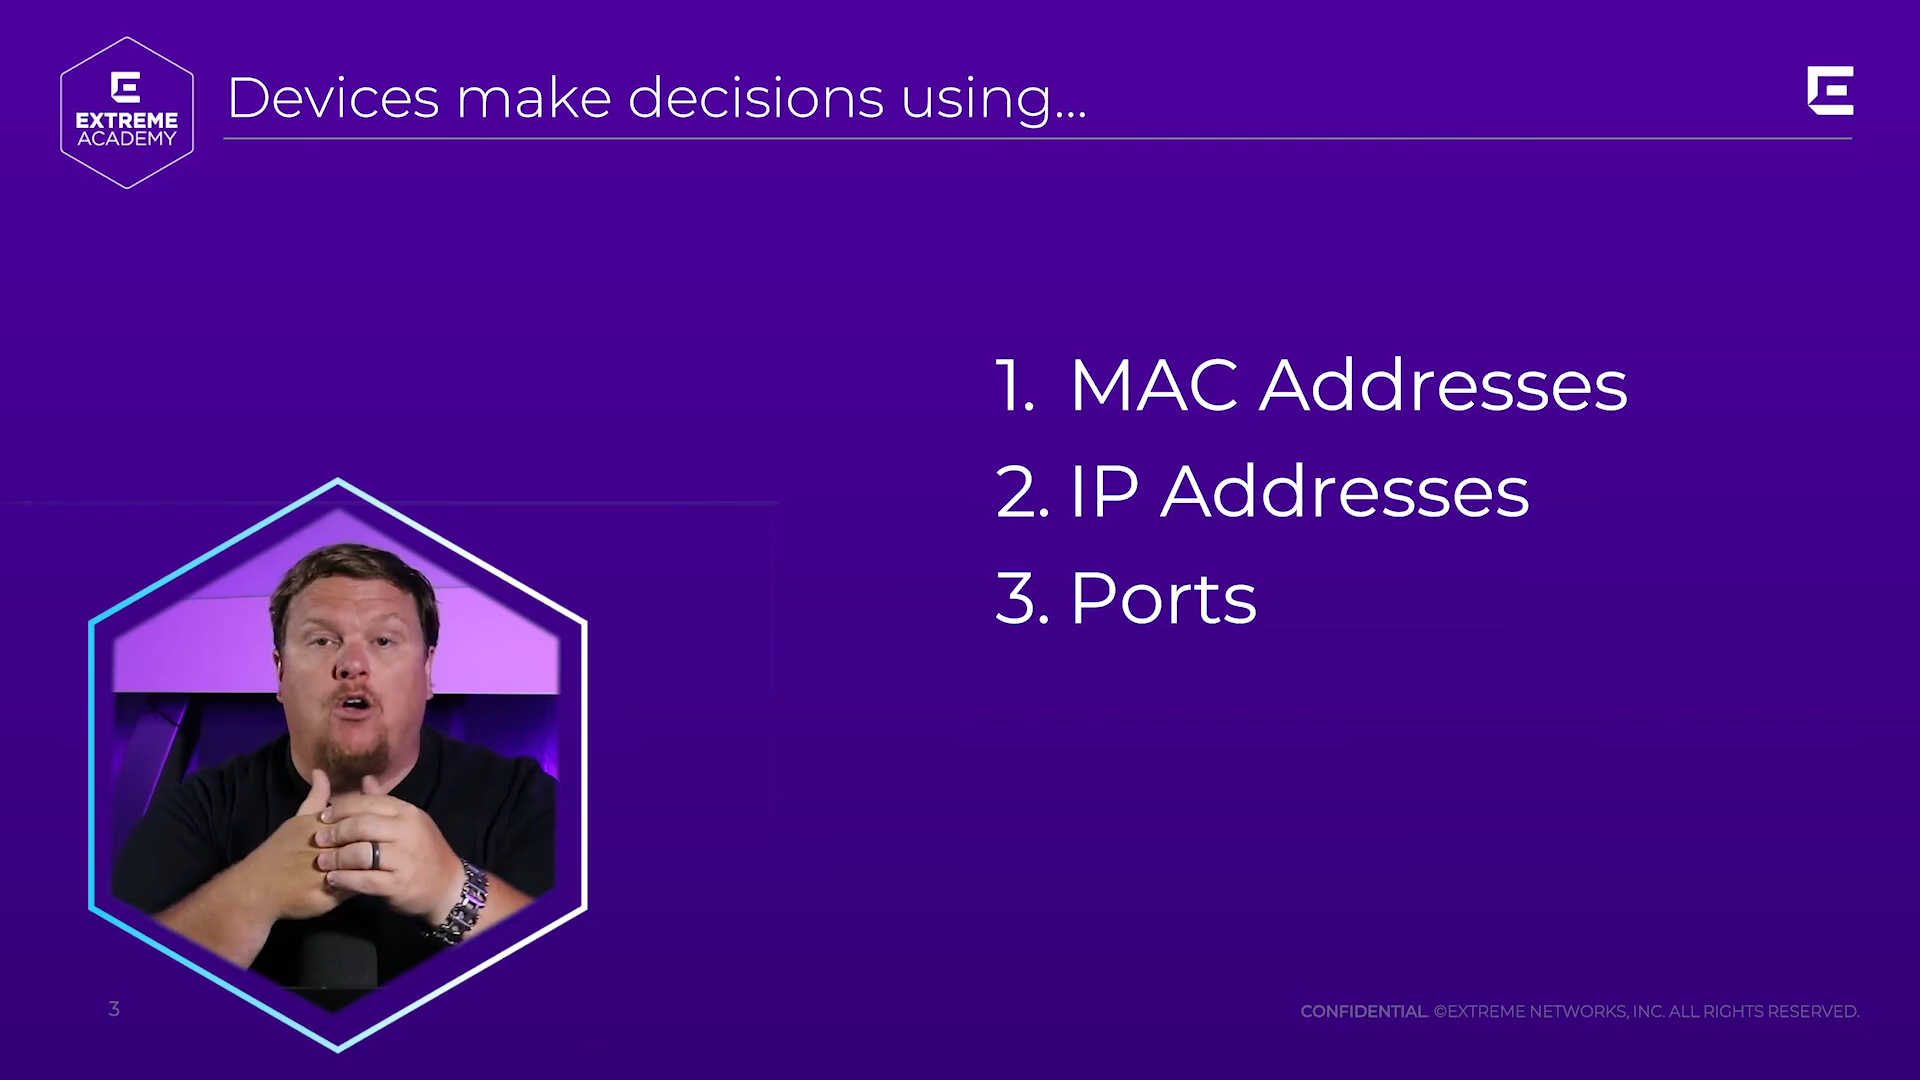 EXTREME
ACADEMY
Devices make decisions using...
1. MAC Addresses
2. IP Addresses
3. Ports
3
CONFIDENTIAL. ©EXTREME NETWORKS, INC. ALL RIGHTS RESERVED.